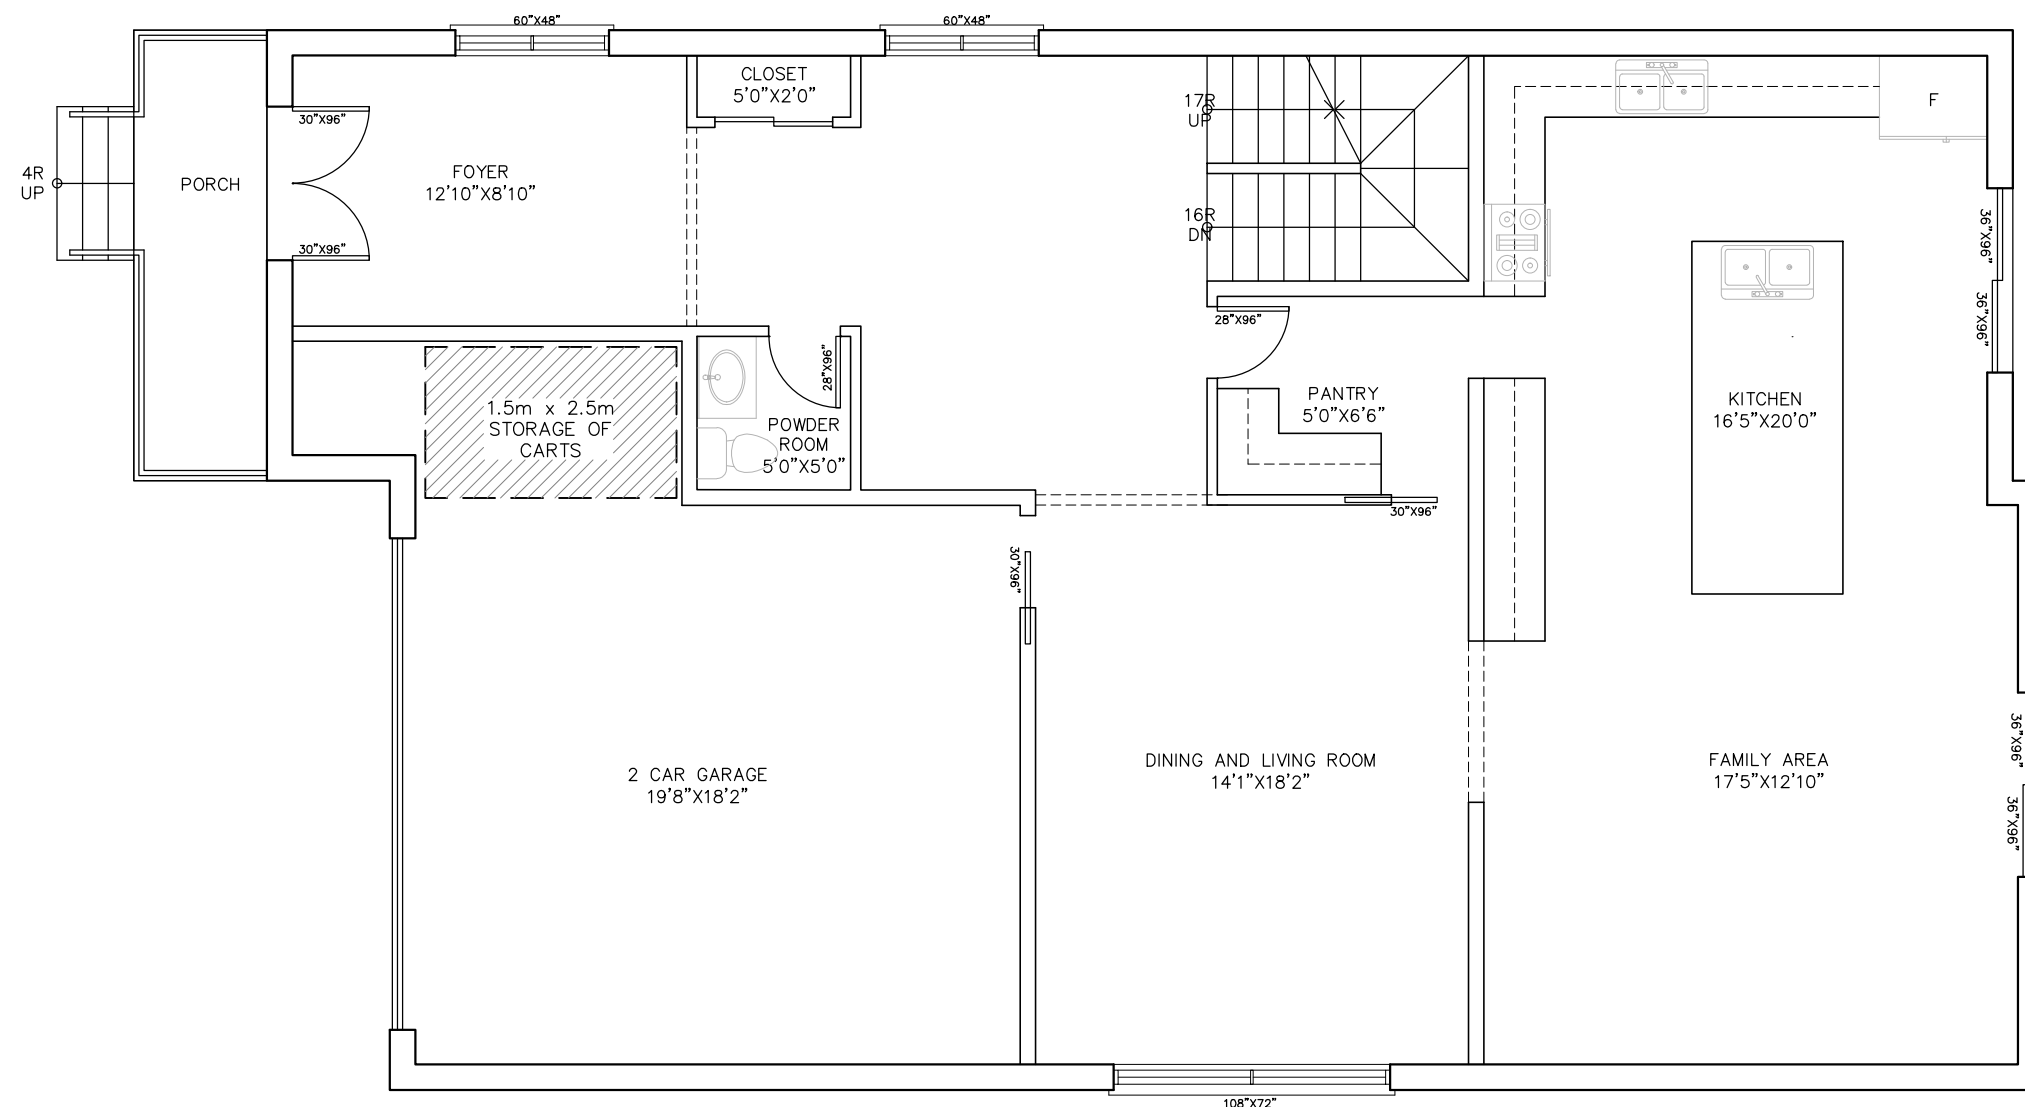 60"X48"
60"X48"
CLOSET
5'0"X2'0"
17R
UP
F
30"X96"
4R
UP
PORCH
FOYER
12'10"X8'10"
16R
DN
30"X96"
36"X96"
36"X96"
28"X96"
28"X96"
1.5m x 2.5m
STORAGE OF
CARTS
POWDER
ROOM
5'0"X5'0"
PANTRY
5'0"X6'6"
KITCHEN
16'5"X20'0"
30"X96"
30"X96"
2 CAR GARAGE
19'8"X18'2"
DINING AND LIVING ROOM
14'1"X18'2"
FAMILY AREA
17'5"X12'10"
36"X96"
36"X96"
108"X72"